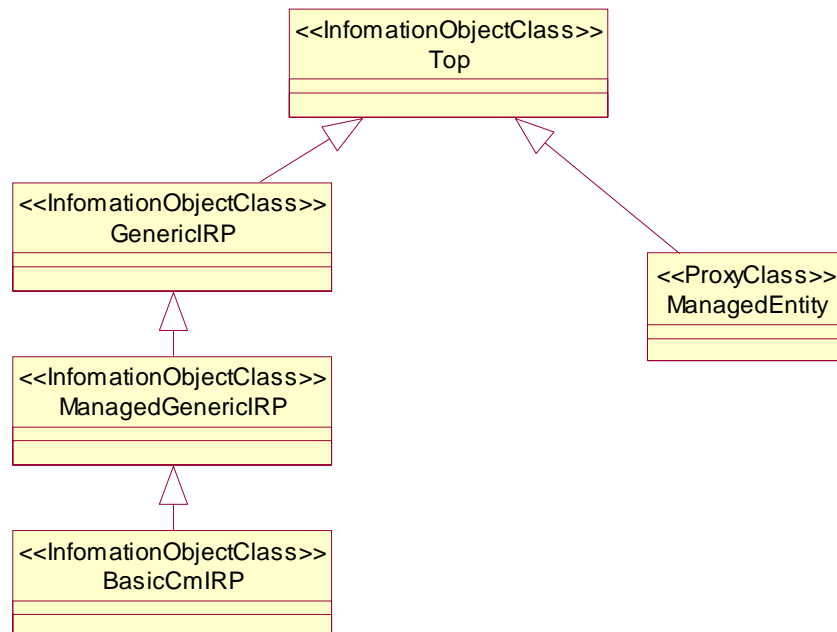 <<InfomationObjectClass>>
Top
<<InfomationObjectClass>>
GenericIRP
<<ProxyClass>>
ManagedEntity
<<InfomationObjectClass>>
ManagedGenericIRP
<<InfomationObjectClass>>
BasicCmIRP